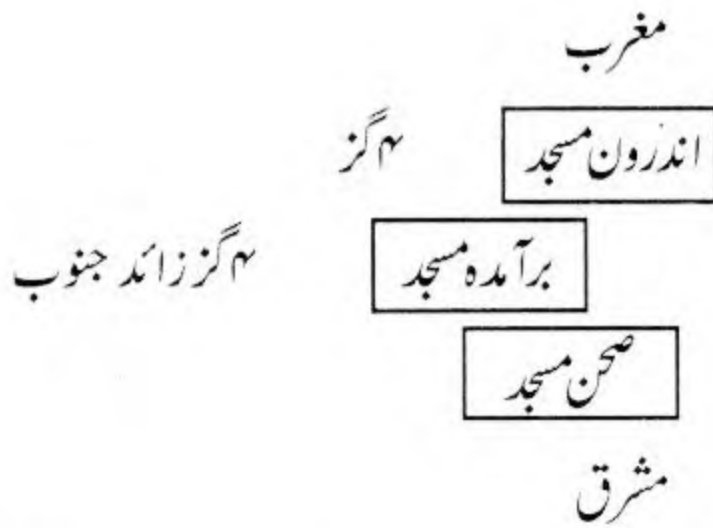 مغرب
اندرون مسجد ۴ گز
برآمدہ مسجد ۴ گز زائد جنوب
صحن مسجد
مشرق